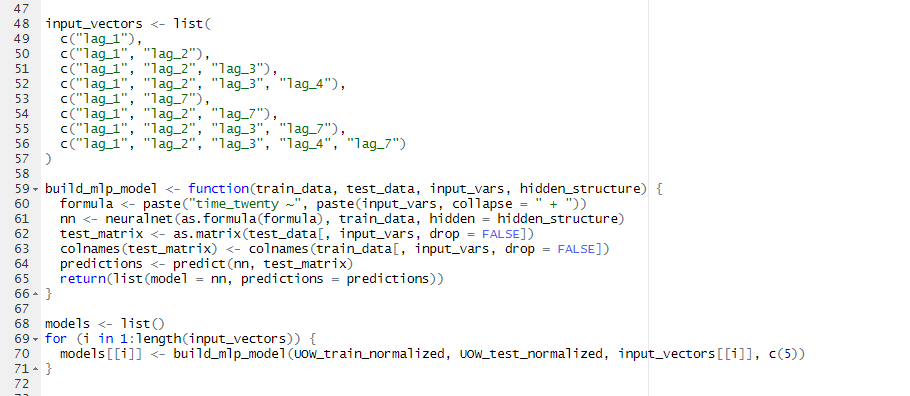 47
48 input_vectors <- list(
49   c("lag_1"),
50   c("lag_1", "lag_2"),
51   c("lag_1", "lag_2", "lag_3"),
52   c("lag_1", "lag_2", "lag_3", "lag_4"),
53   c("lag_1", "lag_7"),
54   c("lag_1", "lag_2", "lag_7"),
55   c("lag_1", "lag_2", "lag_3", "lag_7"),
56   c("lag_1", "lag_2", "lag_3", "lag_4", "lag_7")
57 )
58
59 build_mlp_model <- function(train_data, test_data, input_vars, hidden_structure) {
60   formula <- paste("time_twenty ~", paste(input_vars, collapse = " + "))
61   nn <- neuralnet(as.formula(formula), train_data, hidden = hidden_structure)
62   test_matrix <- as.matrix(test_data[, input_vars, drop = FALSE])
63   colnames(test_matrix) <- colnames(train_data[, input_vars, drop = FALSE])
64   predictions <- predict(nn, test_matrix)
65   return(list(model = nn, predictions = predictions))
66 }
67
68 models <- list()
69 for (i in 1:length(input_vectors)) {
70   models[[i]] <- build_mlp_model(UOW_train_normalized, UOW_test_normalized, input_vectors[[i]], c(5))
71 }
72